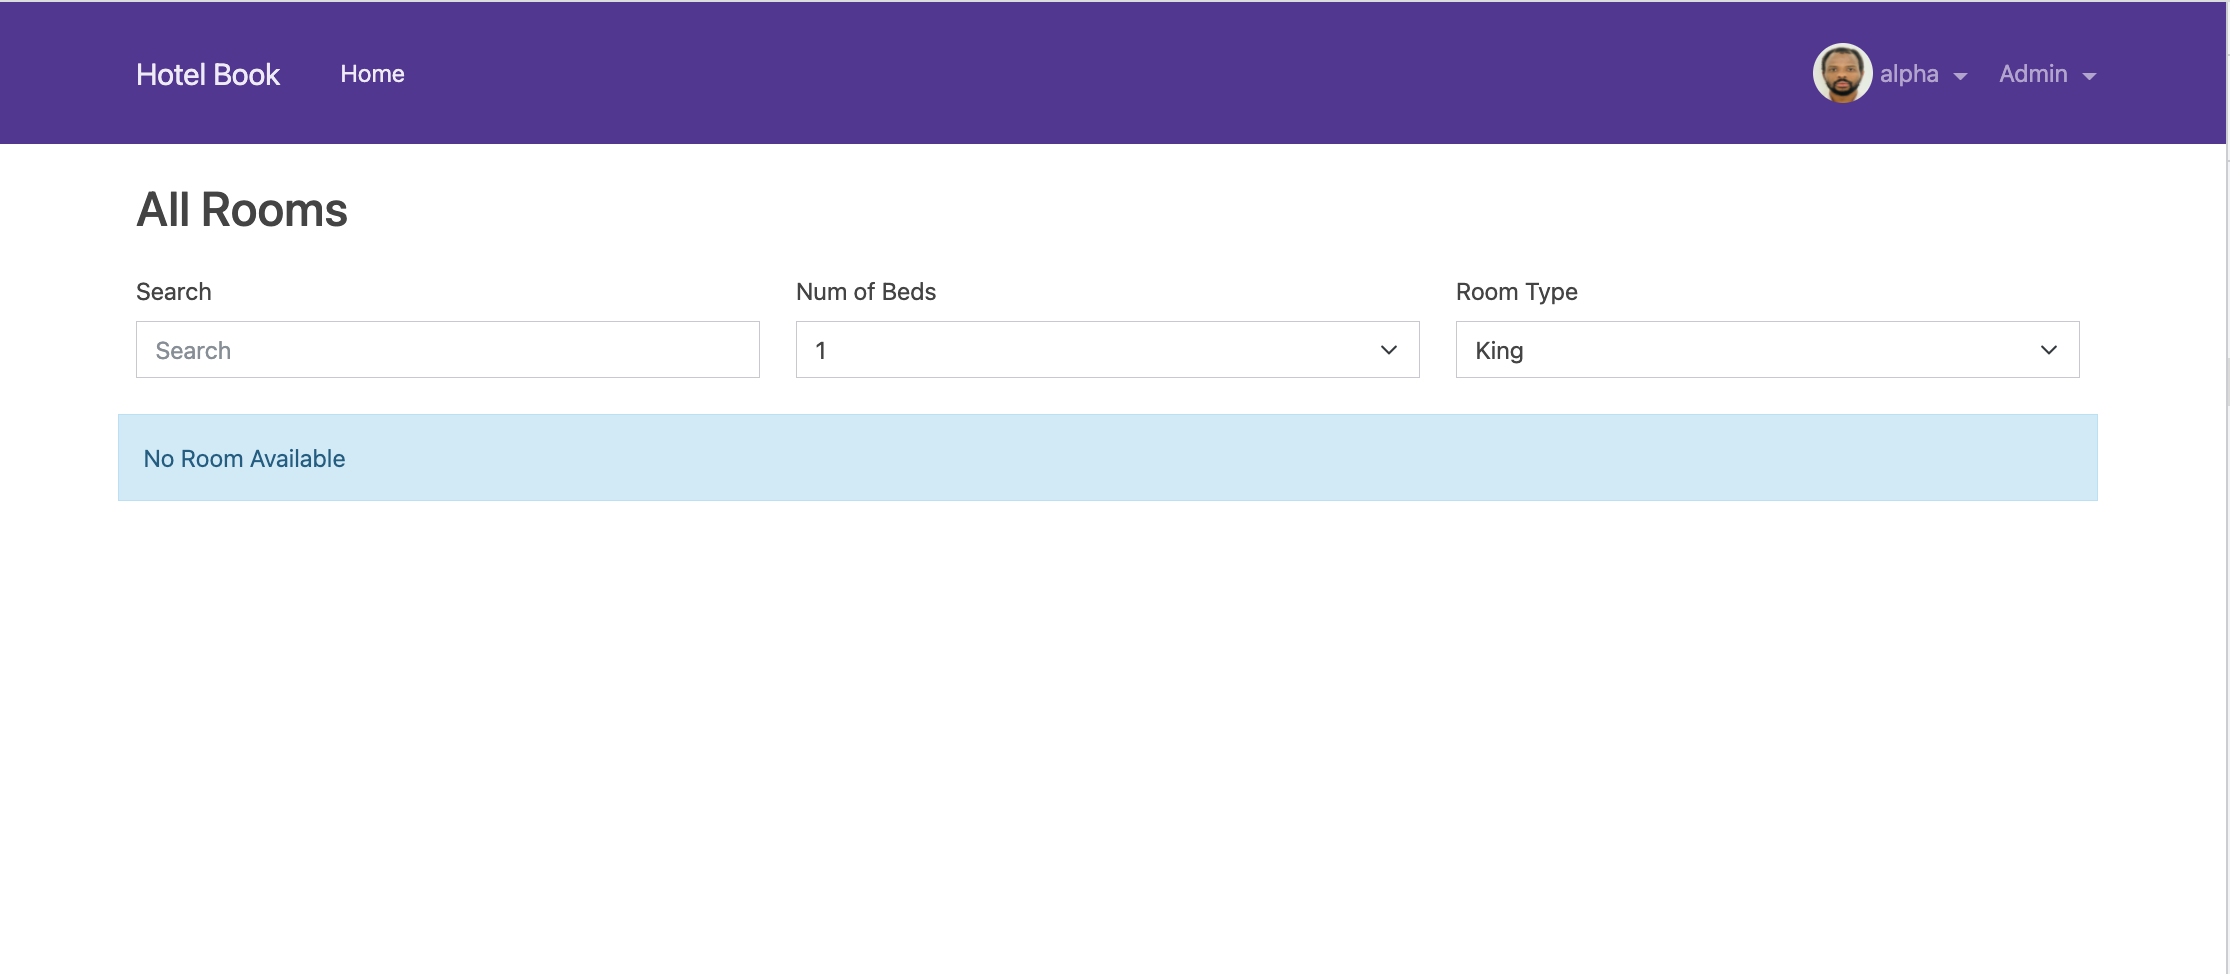 Hotel Book Home alpha Admin
All Rooms
Search Num of Beds Room Type
Search 1 King
No Room Available